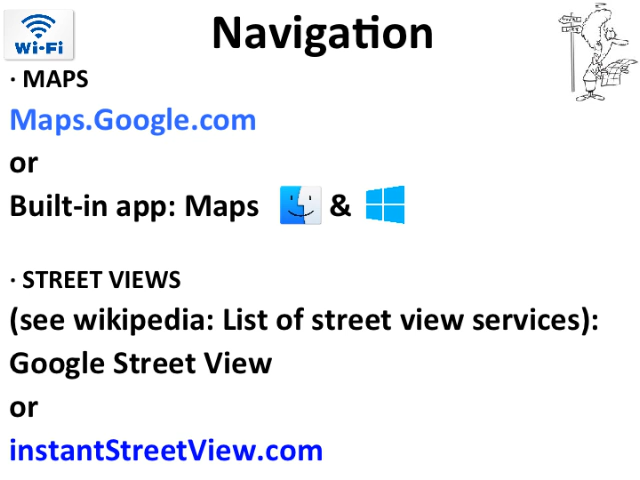 Wi-Fi
Navigation
· MAPS
Maps.Google.com
or
Built-in app: Maps &
· STREET VIEWS
(see wikipedia: List of street view services):
Google Street View
or
instantStreetView.com